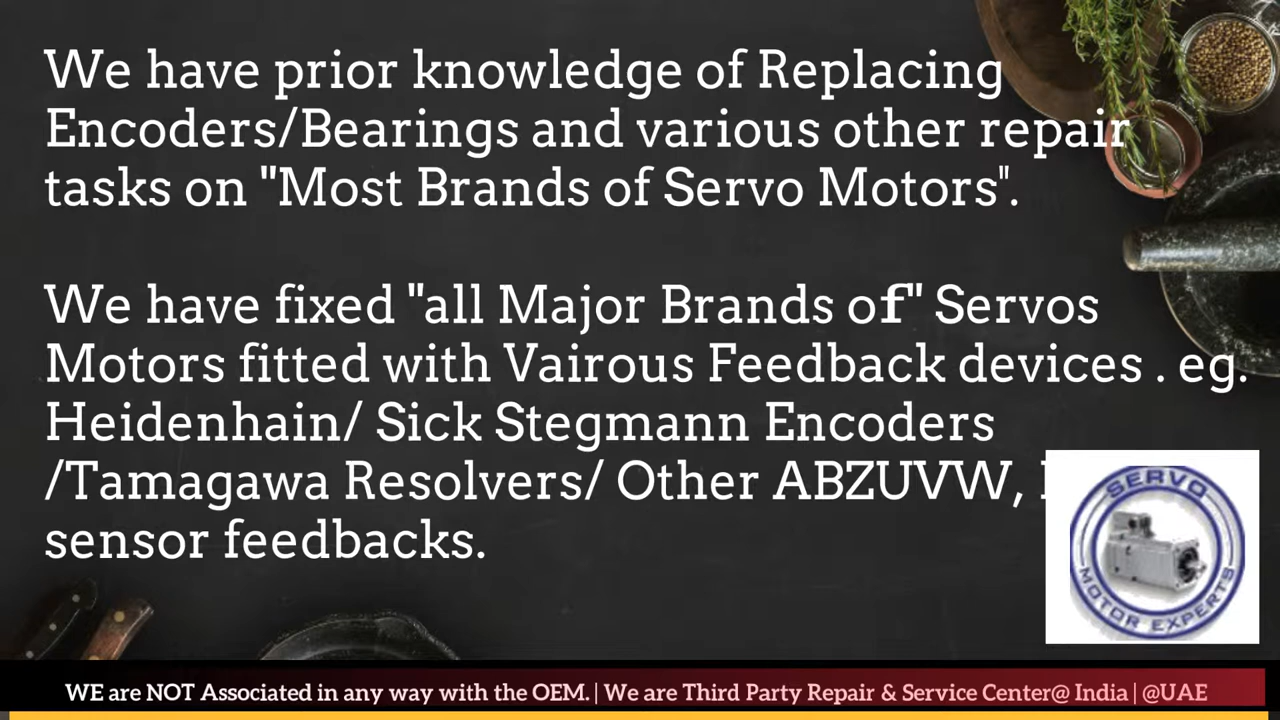 We have prior knowledge of Replacing
Encoders/Bearings and various other repair
tasks on "Most Brands of Servo Motors".
We have fixed "all Major Brands of" Servos
Motors fitted with Vairous Feedback devices . eg.
Heidenhain/ Sick Stegmann Encoders
/Tamagawa Resolvers/ Other ABZUVW,
sensor feedbacks.
SERVO
MOTOR EXPERTS
WE are NOT Associated in any way with the OEM. | We are Third Party Repair & Service Center@ India | @UAE